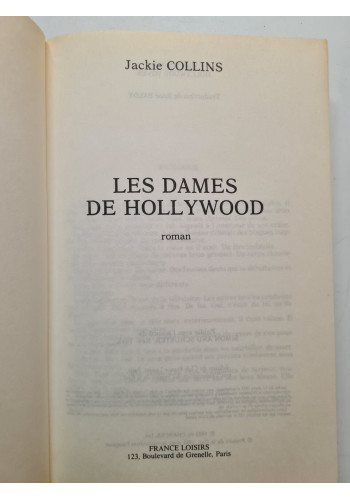 Jackie COLLINS
LES DAMES
DE HOLLYWOOD
roman
FRANCE LOISIRS
123, Boulevard de Grenelle, Paris